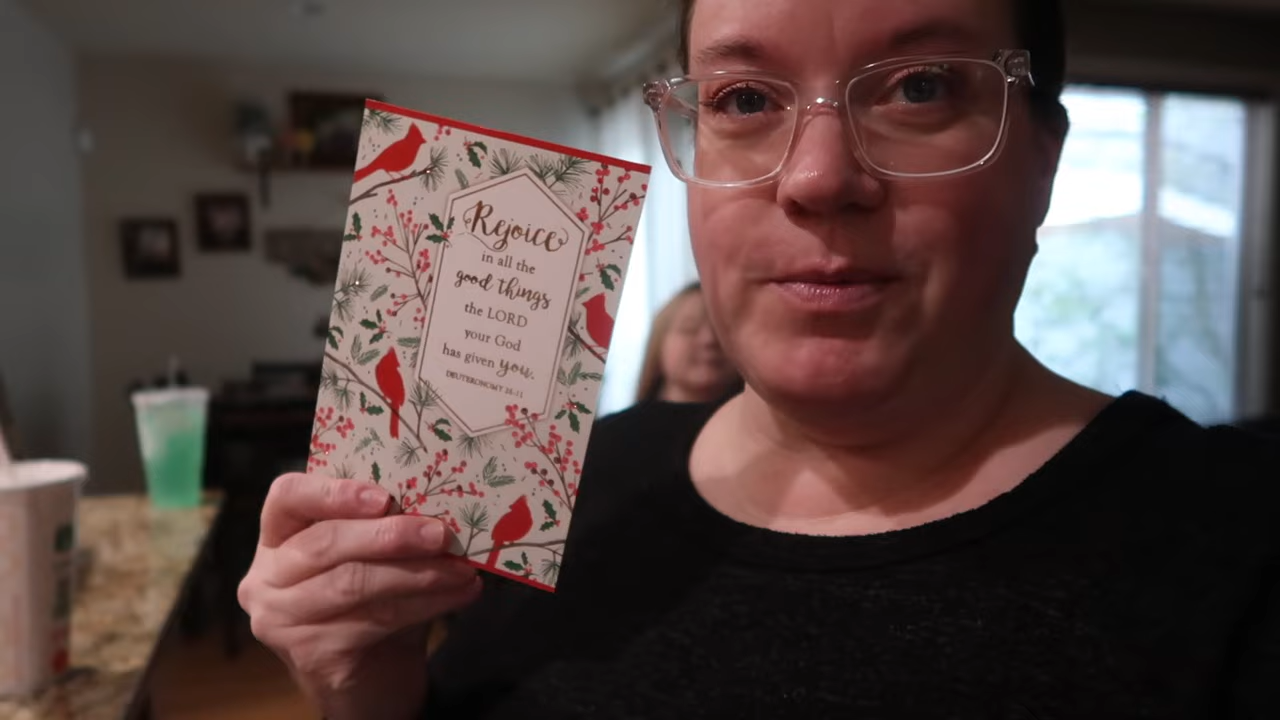 Rejoice
in all the
good things
the LORD
your God
has given you.
DEUTERONOMY 26:11